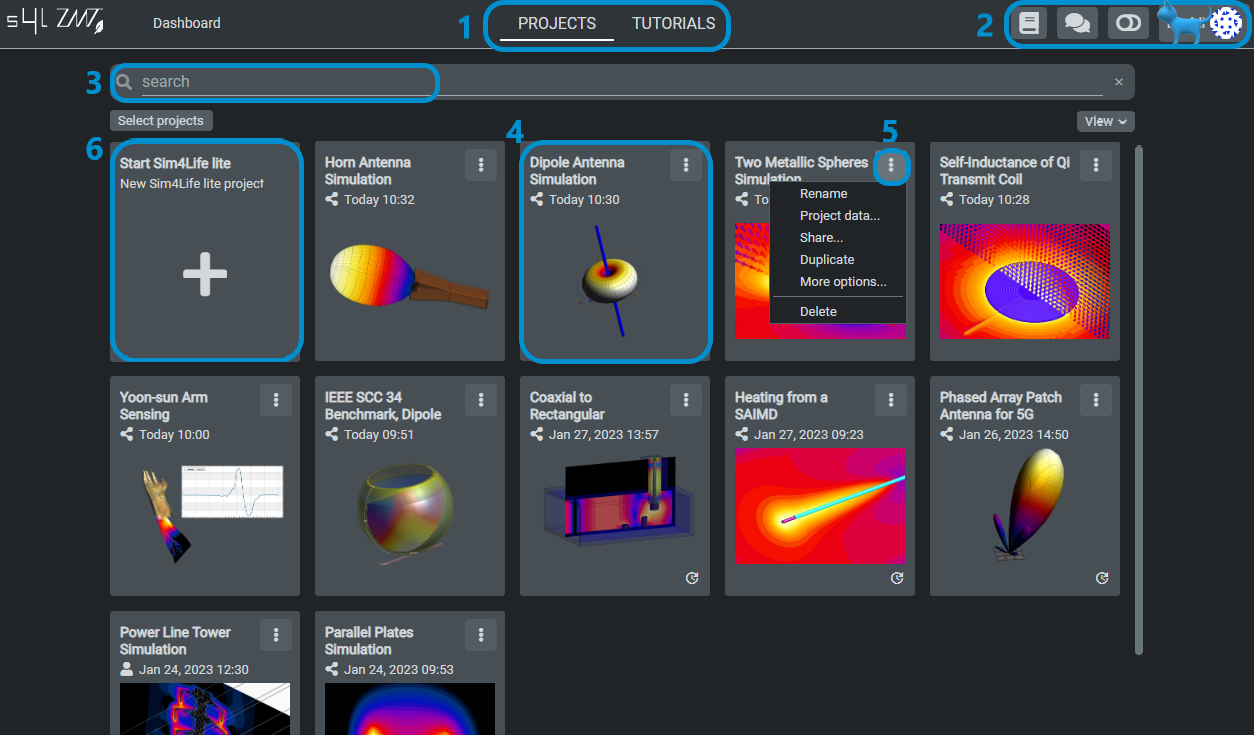 s4l ZMT
Dashboard
1
PROJECTS
TUTORIALS
2
3
search
×
Select projects
View
6
4
5
Start Sim4Life lite
New Sim4Life lite project
Horn Antenna
Simulation
Today 10:32
Dipole Antenna
Simulation
Today 10:30
Two Metallic Spheres
Simulation
To
Rename
Project data...
Share...
Duplicate
More options...
Delete
Self-Inductance of Qi
Transmit Coil
Today 10:28
Yoon-sun Arm
Sensing
Today 10:00
IEEE SCC 34
Benchmark, Dipole
Today 09:51
Coaxial to
Rectangular
Jan 27, 2023 13:57
Heating from a
SAIMD
Jan 27, 2023 09:23
Phased Array Patch
Antenna for 5G
Jan 26, 2023 14:50
Power Line Tower
Simulation
Jan 24, 2023 12:30
Parallel Plates
Simulation
Jan 24, 2023 09:53